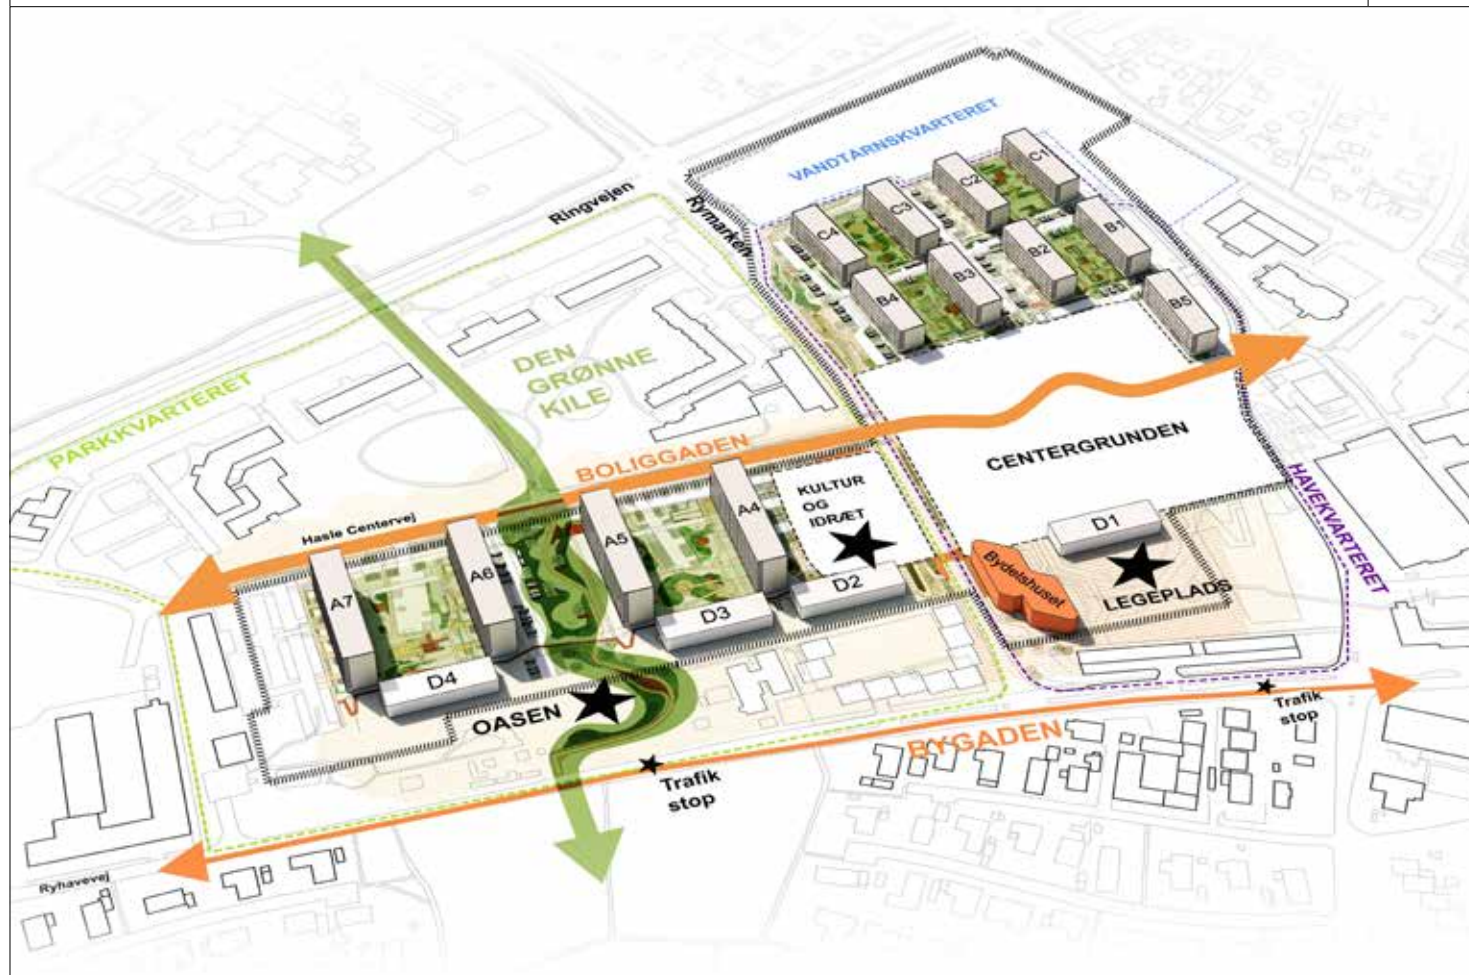 VANDTARNSKVARTERET
C1
C2
C3
C4
B1
B2
B3
B4
B5
Ringvejen
Rymarken
DEN
GRØNNE
KILE
PARKKVARTERET
BOLIGGADEN
CENTERGRUNDEN
HAVEKVARTERET
KULTUR
OG
IDRÆT
Hasle Centervej
A4
A5
A6
A7
D1
D2
D3
D4
Bydelshuset
LEGEPLADS
OASEN
BYGADEN
Trafik
stop
Trafik
stop
Ryhavevej